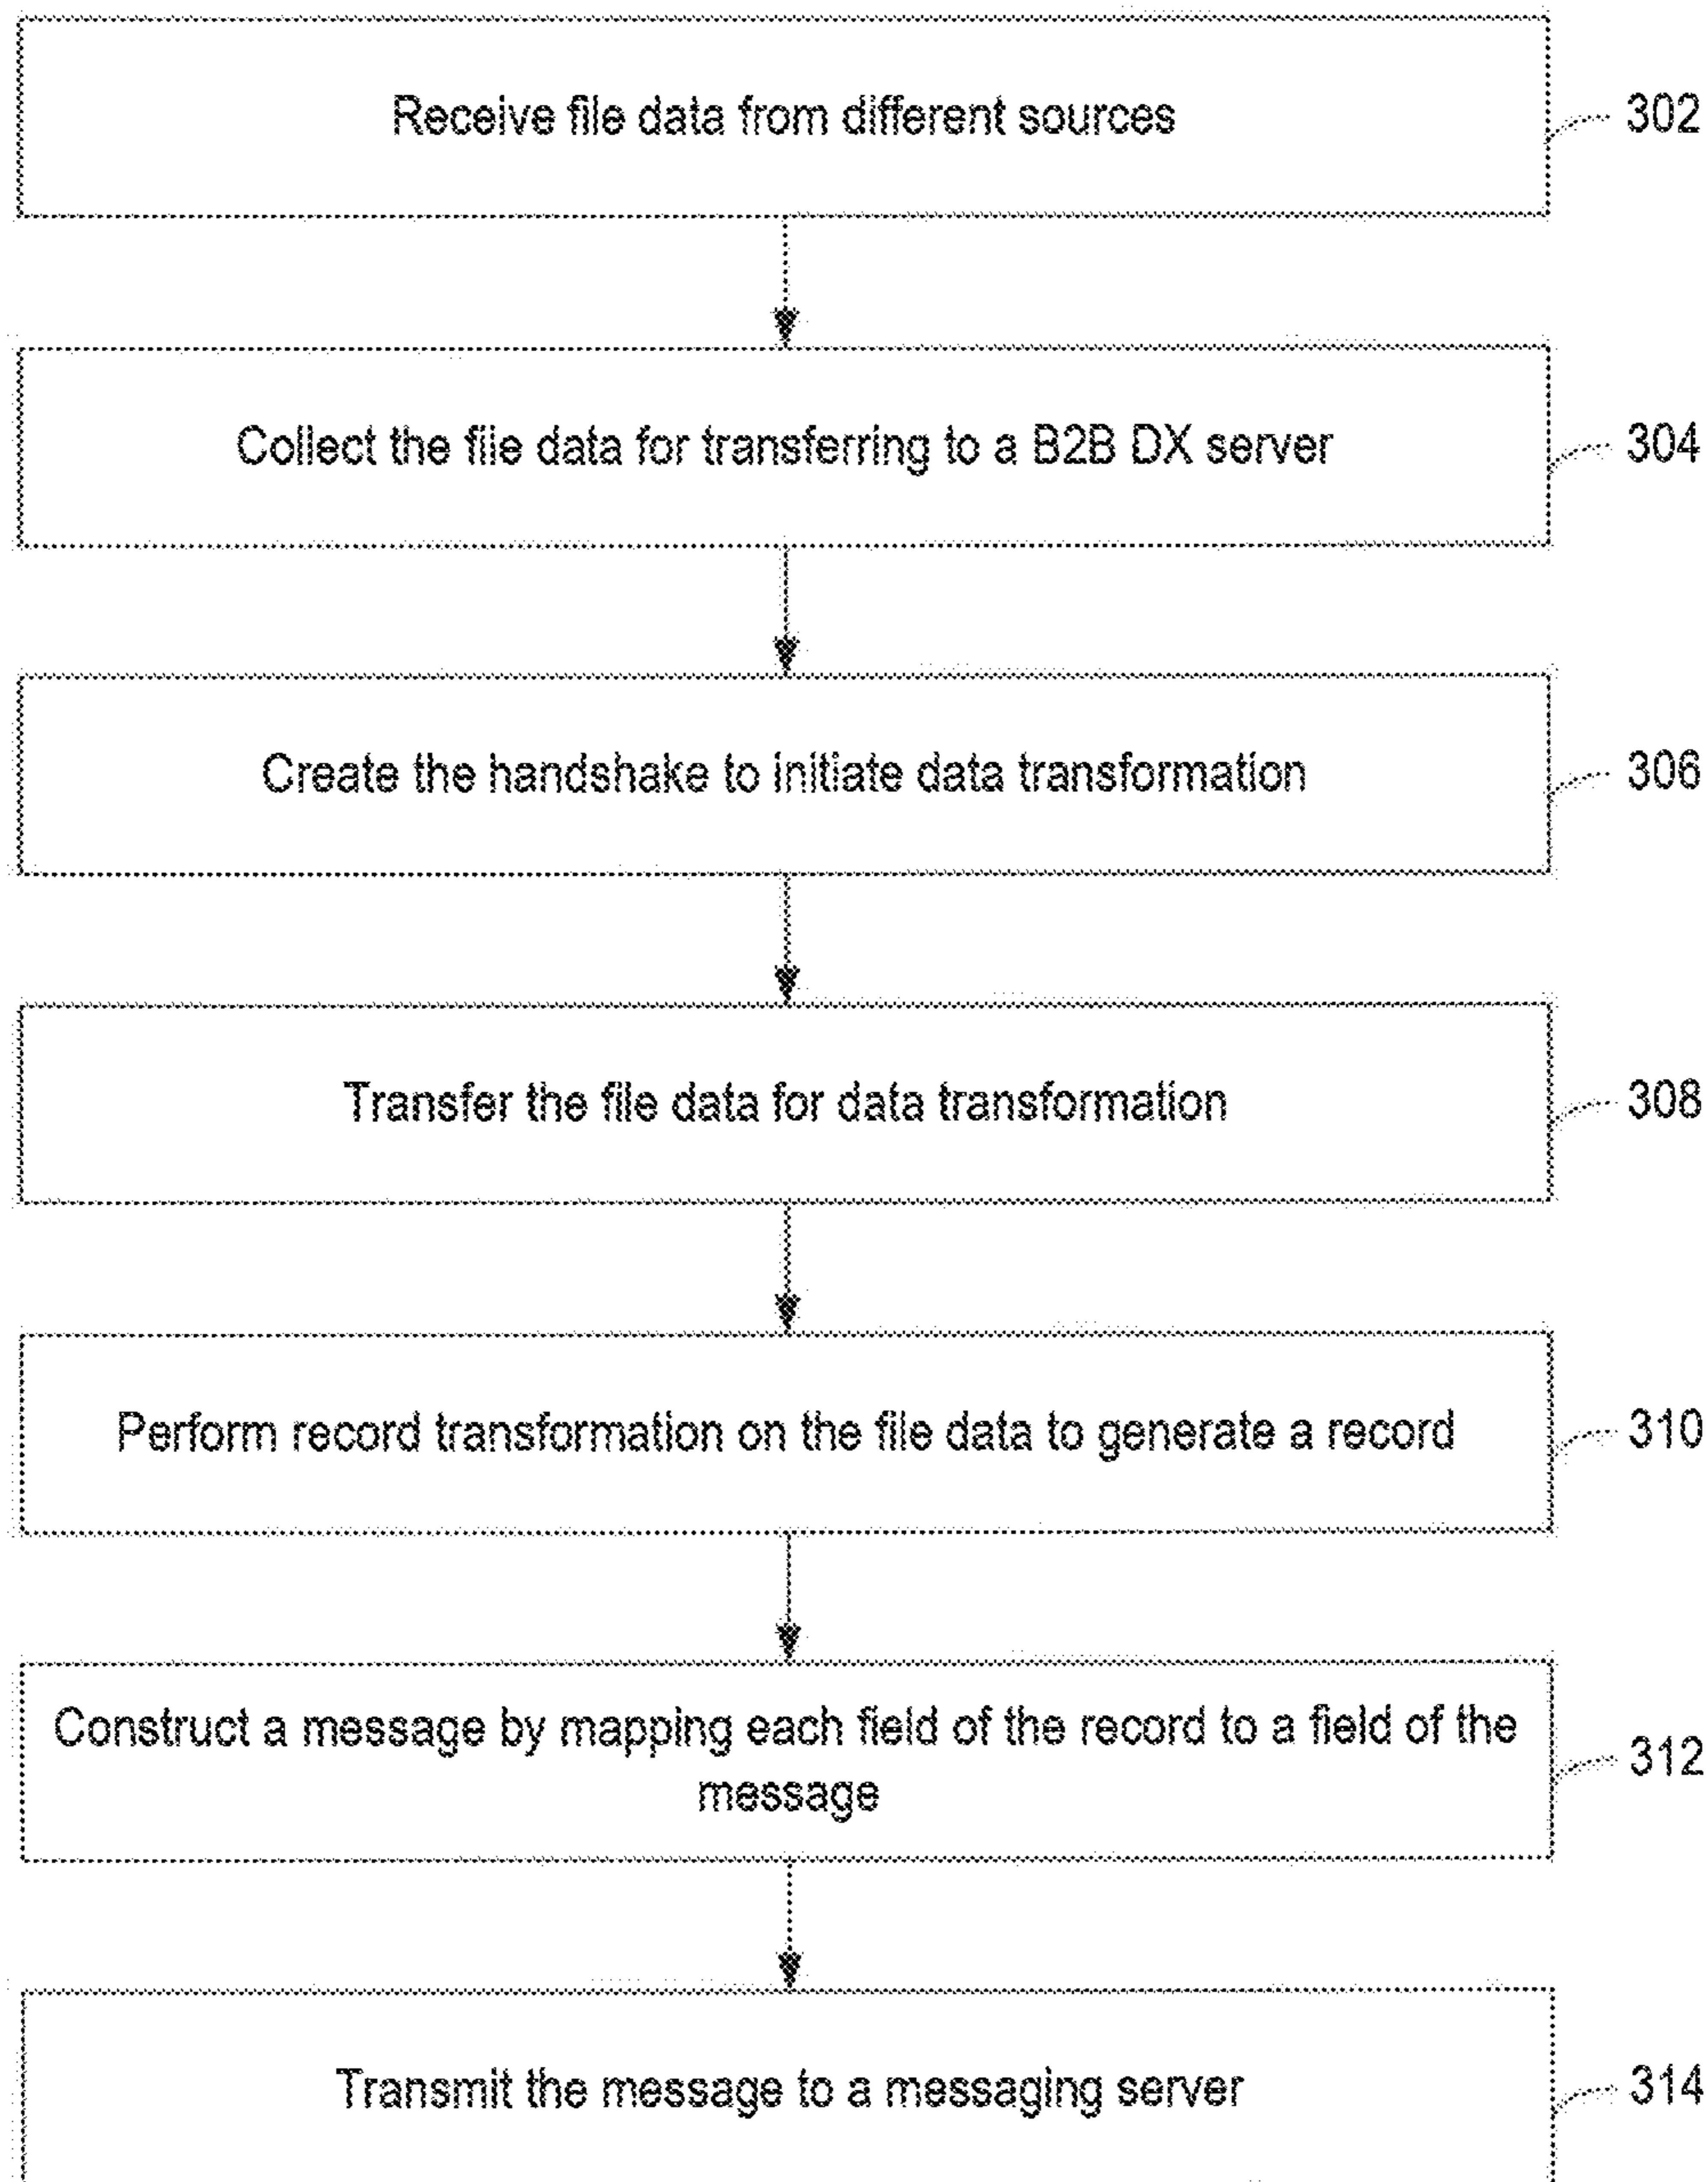 Receive file data from different sources
302
Collect the file data for transferring to a B2B DX server
304
Create the handshake to initiate data transformation
306
Transfer the file data for data transformation
308
Perform record transformation on the file data to generate a record
310
Construct a message by mapping each field of the record to a field of the
message
312
Transmit the message to a messaging server
314